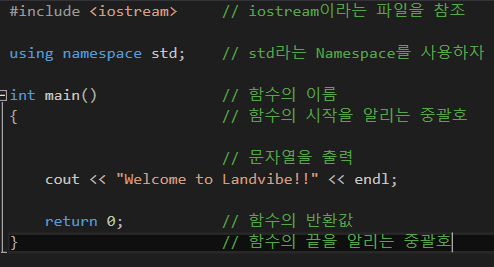 #include <iostream> // iostream이라는 파일을 참조
using namespace std; // std라는 Namespace를 사용하자
int main() // 함수의 이름
{ // 함수의 시작을 알리는 중괄호
// 문자열을 출력
cout << "Welcome to Landvibe!!" << endl;
return 0; // 함수의 반환값
} // 함수의 끝을 알리는 중괄호